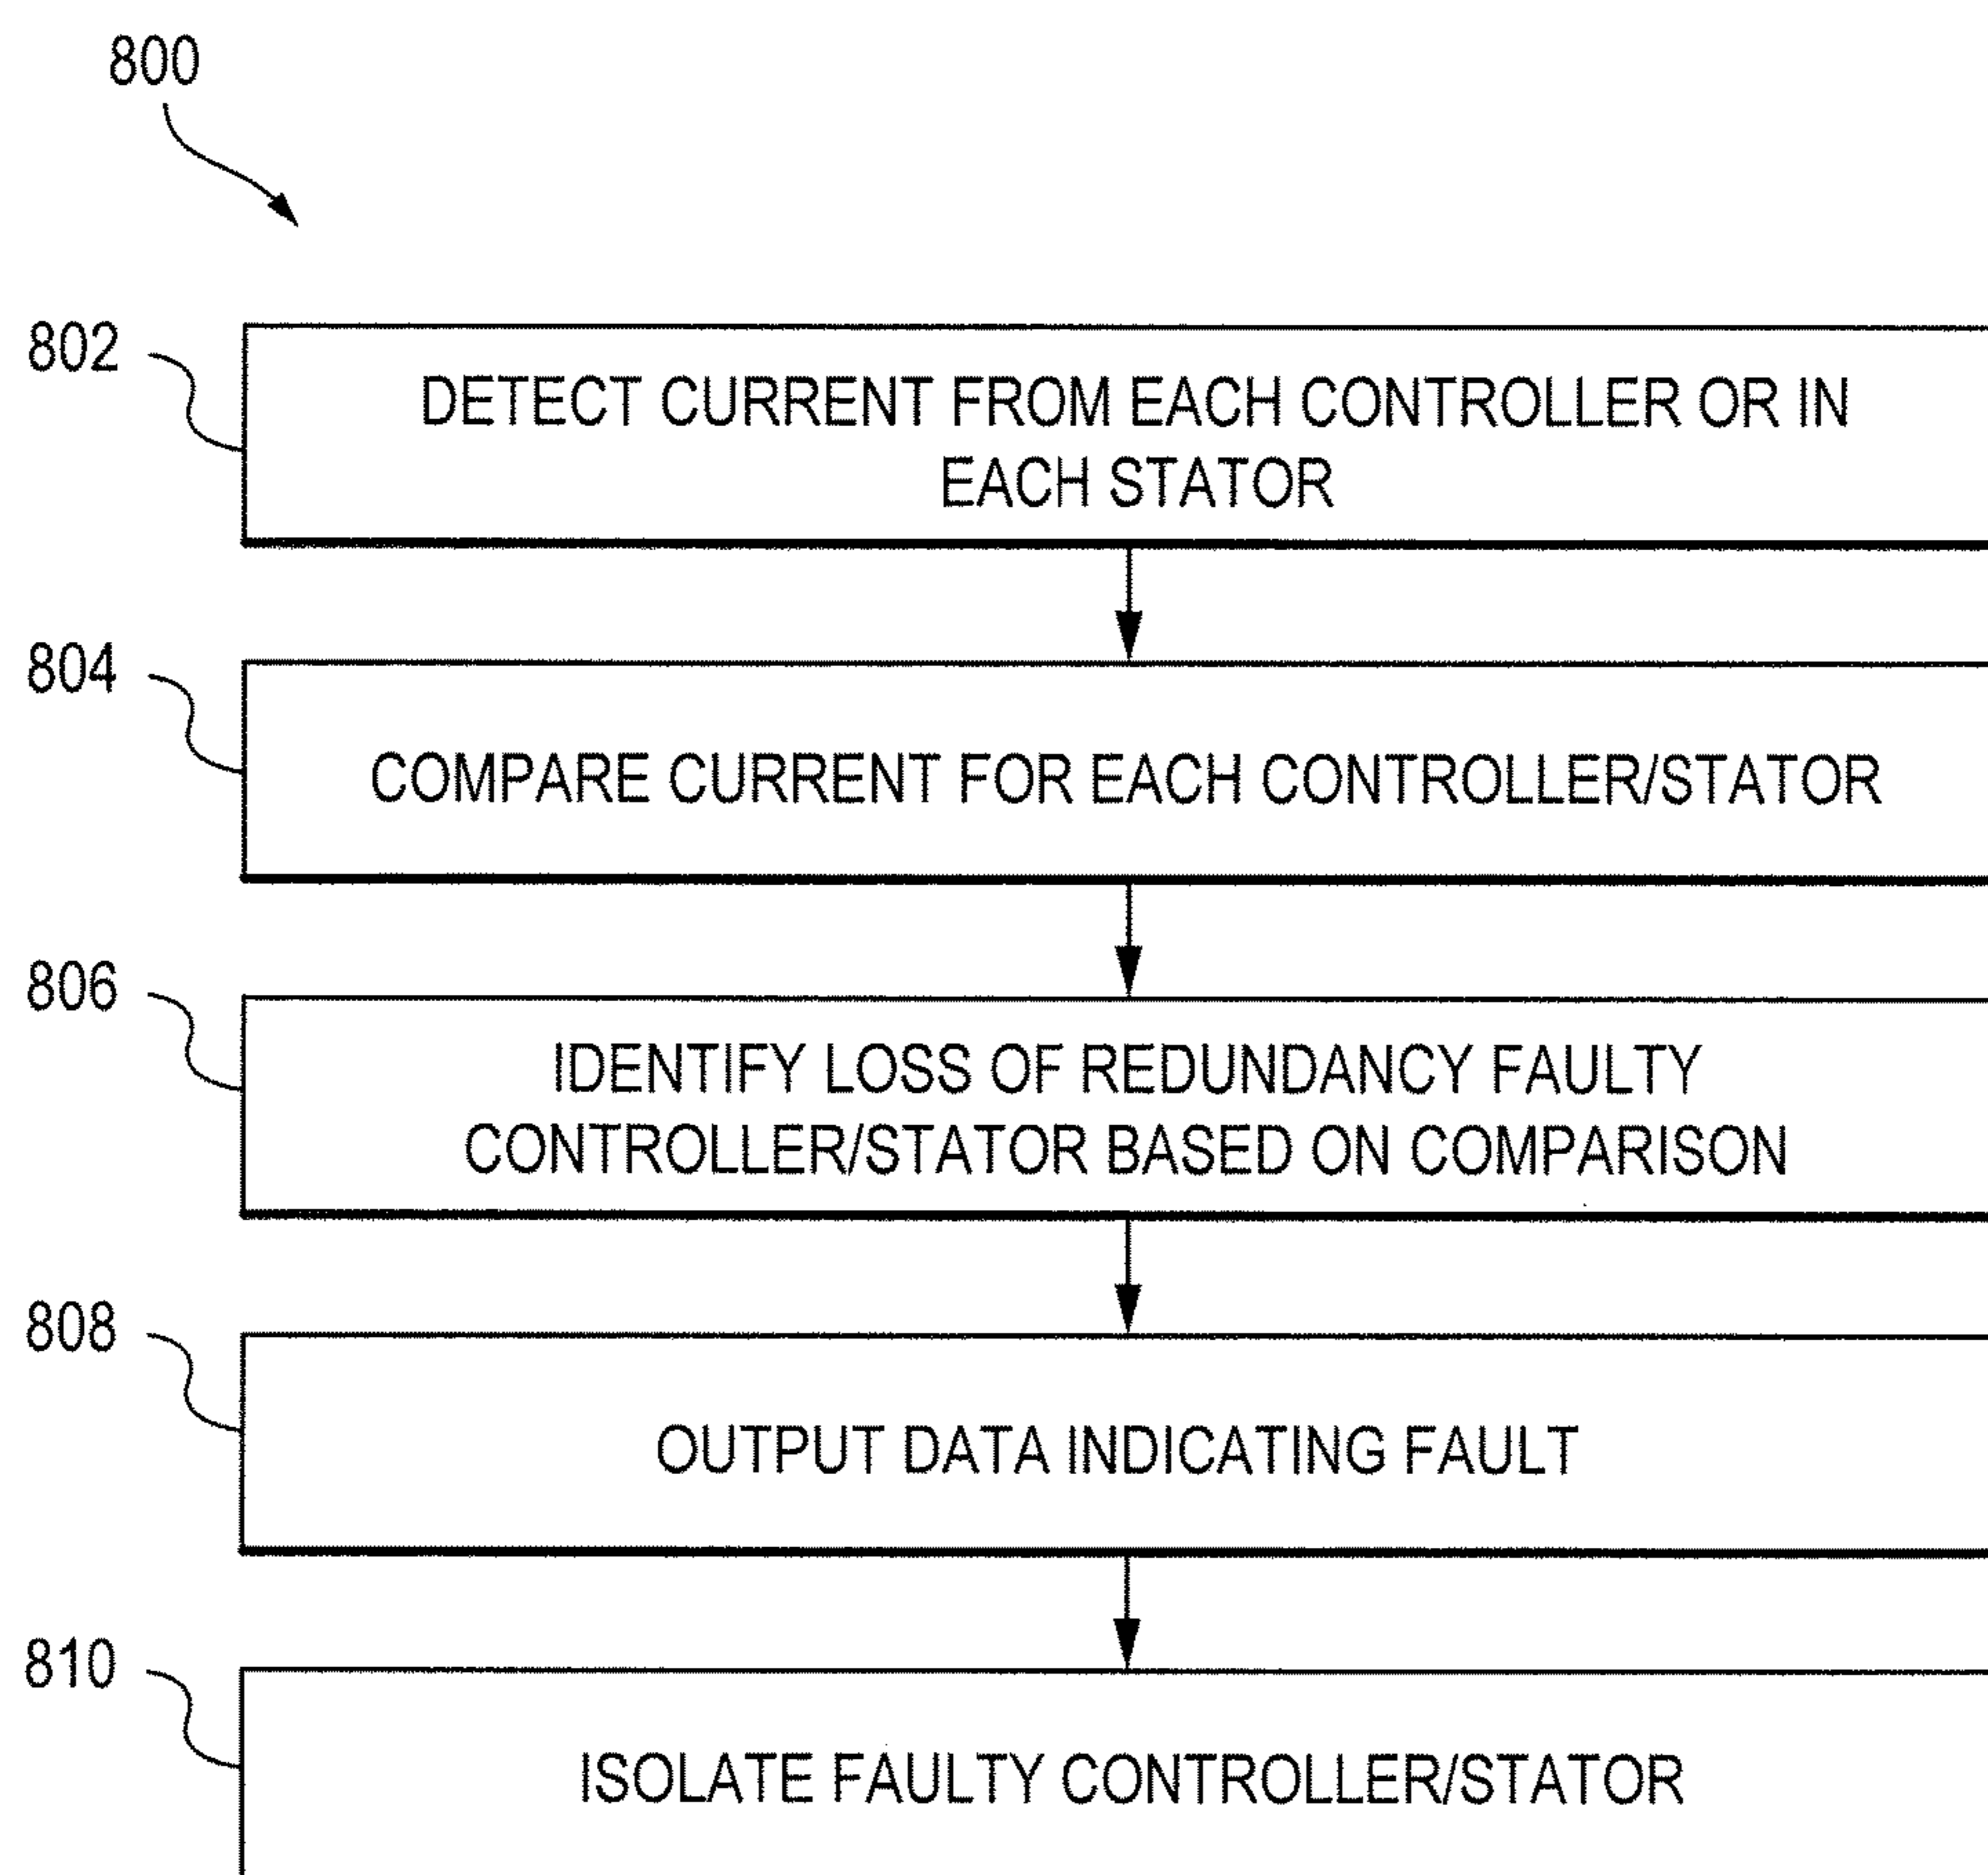 800
802
DETECT CURRENT FROM EACH CONTROLLER OR IN
EACH STATOR
804
COMPARE CURRENT FOR EACH CONTROLLER/STATOR
806
IDENTIFY LOSS OF REDUNDANCY FAULTY
CONTROLLER/STATOR BASED ON COMPARISON
808
OUTPUT DATA INDICATING FAULT
810
ISOLATE FAULTY CONTROLLER/STATOR